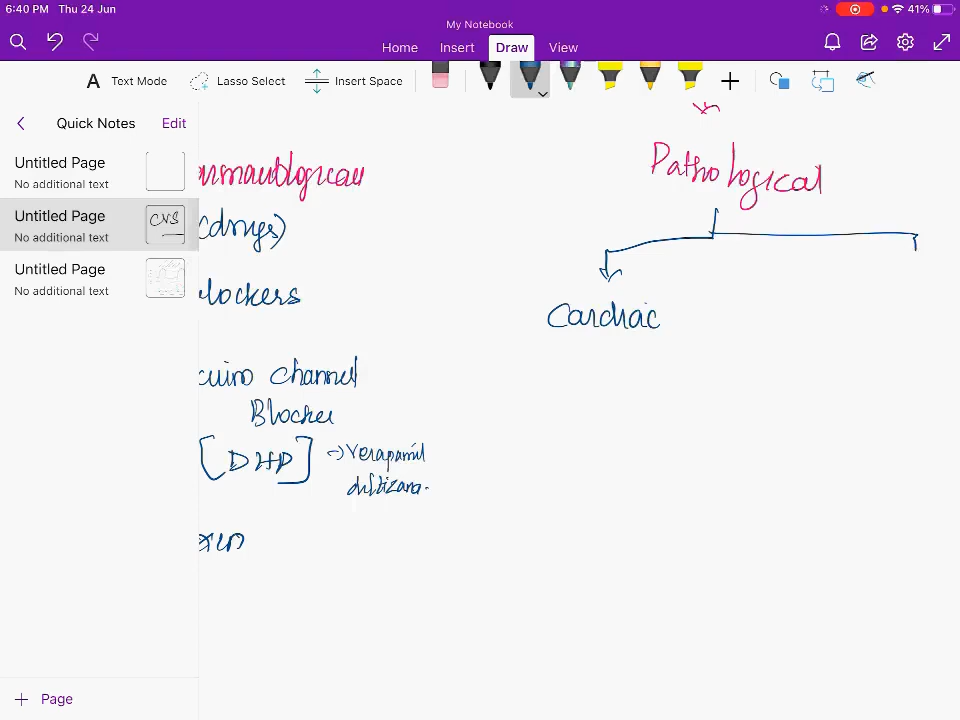 6:40 PM Thu 24 Jun
41%
My Notebook
Home Insert Draw View
Text Mode Lasso Select Insert Space
Quick Notes Edit
Untitled Page
No additional text
Untitled Page
No additional text
CVS
Untitled Page
No additional text
Page
Pathological
(drugs)
Cardiac
blockers
channel
Blocker
[DHP] → Verapamil